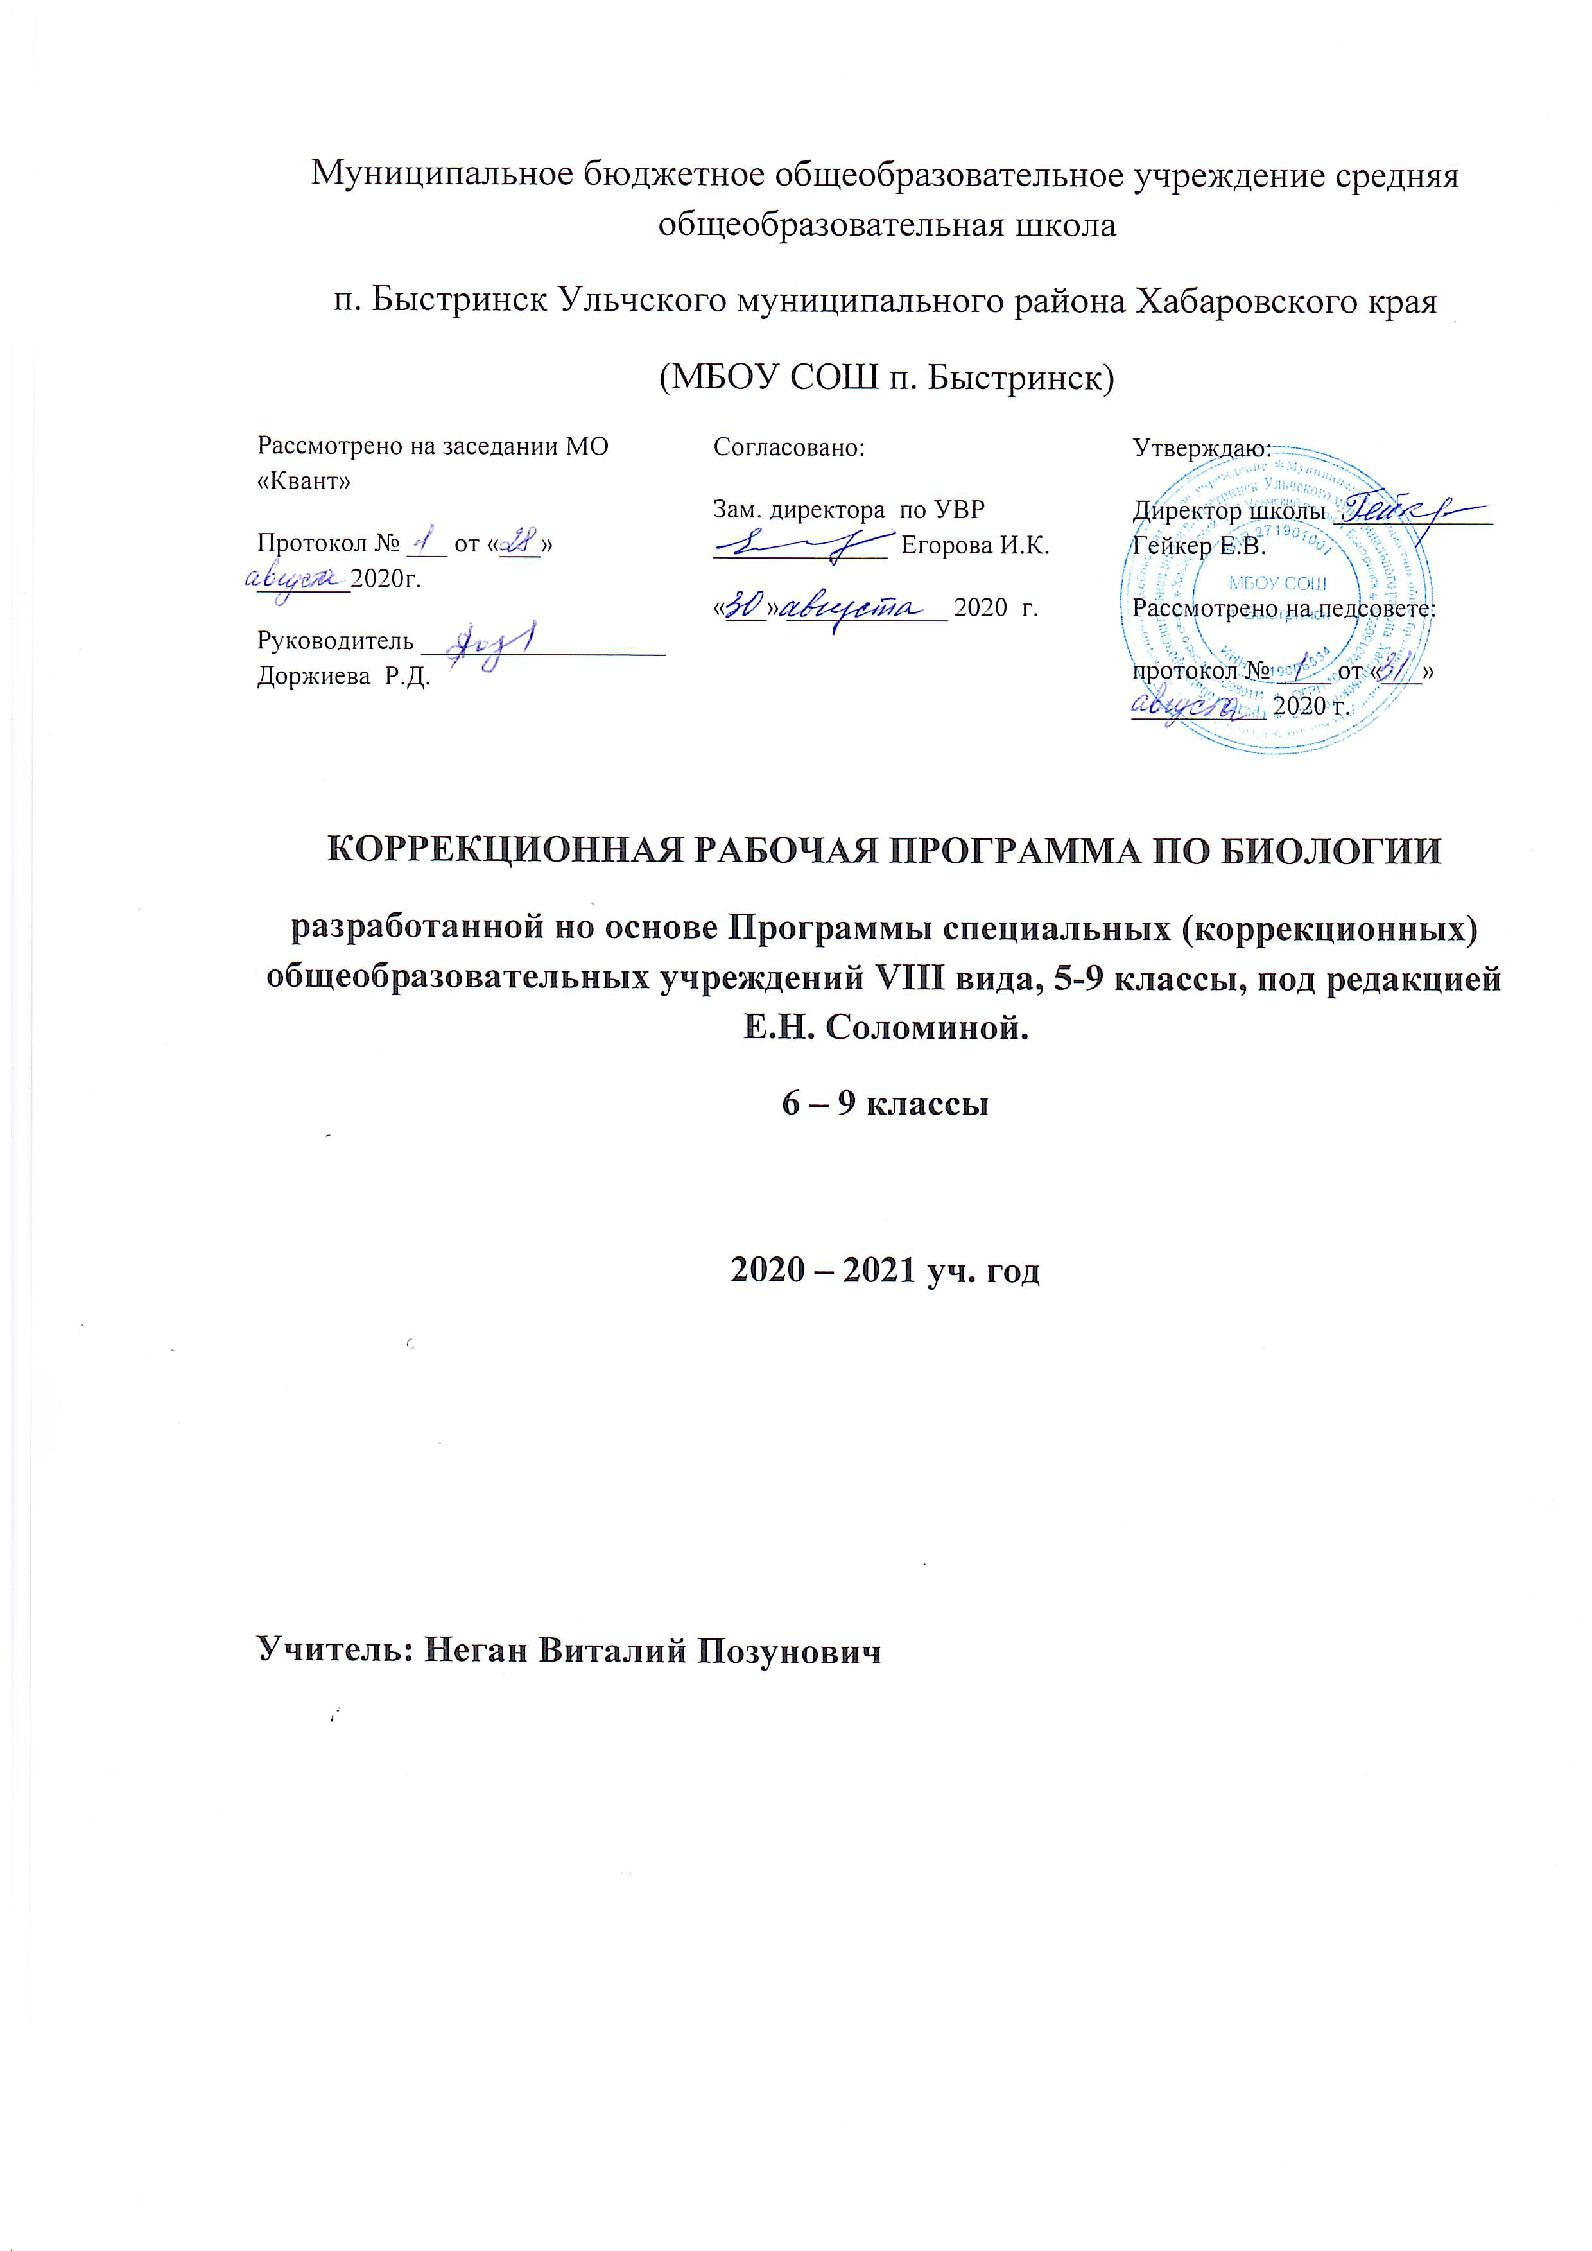 Муниципальное бюджетное общеобразовательное учреждение средняя
общеобразовательная школа
п. Быстринск Ульчского муниципального района Хабаровского края
(МБОУ СОШ п. Быстринск)
Рассмотрено на заседании МО
«Квант»
Протокол № 1 от «28»
августа 2020г.
Руководитель
Доржиева Р.Д.
Согласовано:
Зам. директора по УВР
Егорова И.К.
«30» августа 2020 г.
Утверждаю:
Директор школы Гейкер
Гейкер Е.В.
МБОУ СОШ
Рассмотрено на педсовете:
протокол № 1 от «31»
августа 2020 г.
КОРРЕКЦИОННАЯ РАБОЧАЯ ПРОГРАММА ПО БИОЛОГИИ
разработанной но основе Программы специальных (коррекционных)
общеобразовательных учреждений VIII вида, 5-9 классы, под редакцией
Е.Н. Соломиной.
6 – 9 классы
2020 – 2021 уч. год
Учитель: Неган Виталий Позунович